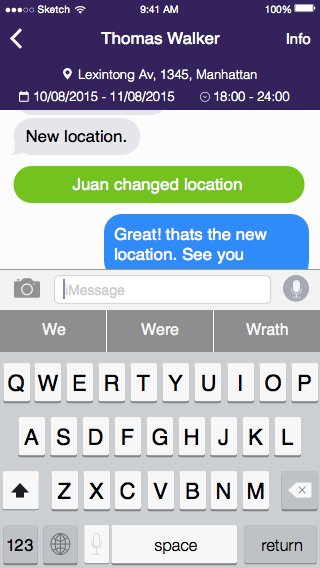 Sketch 9:41 AM 100%
Thomas Walker Info
Lexintong Av, 1345, Manhattan
10/08/2015 - 11/08/2015 18:00 - 24:00
New location.
Juan changed location
Great! thats the new
location. See you
iMessage
We Were Wrath
Q W E R T Y U I O P
A S D F G H J K L
Z X C V B N M
123 space return